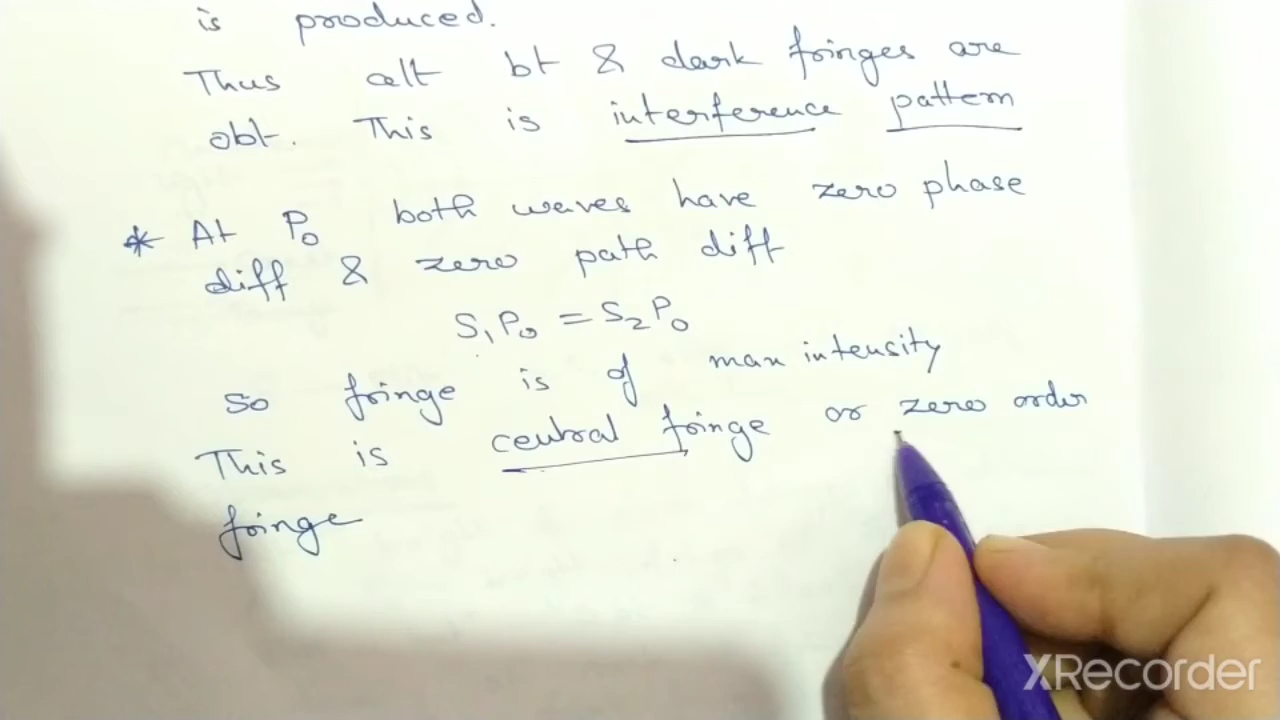 is produced.
Thus alt bt & dark fringes are
obt. This is interference pattern
* At P₀ both waves have zero phase
diff & zero path diff
S₁P₀ = S₂P₀
So fringe is of max intensity
This is central fringe or zero order
fringe
XRecorder